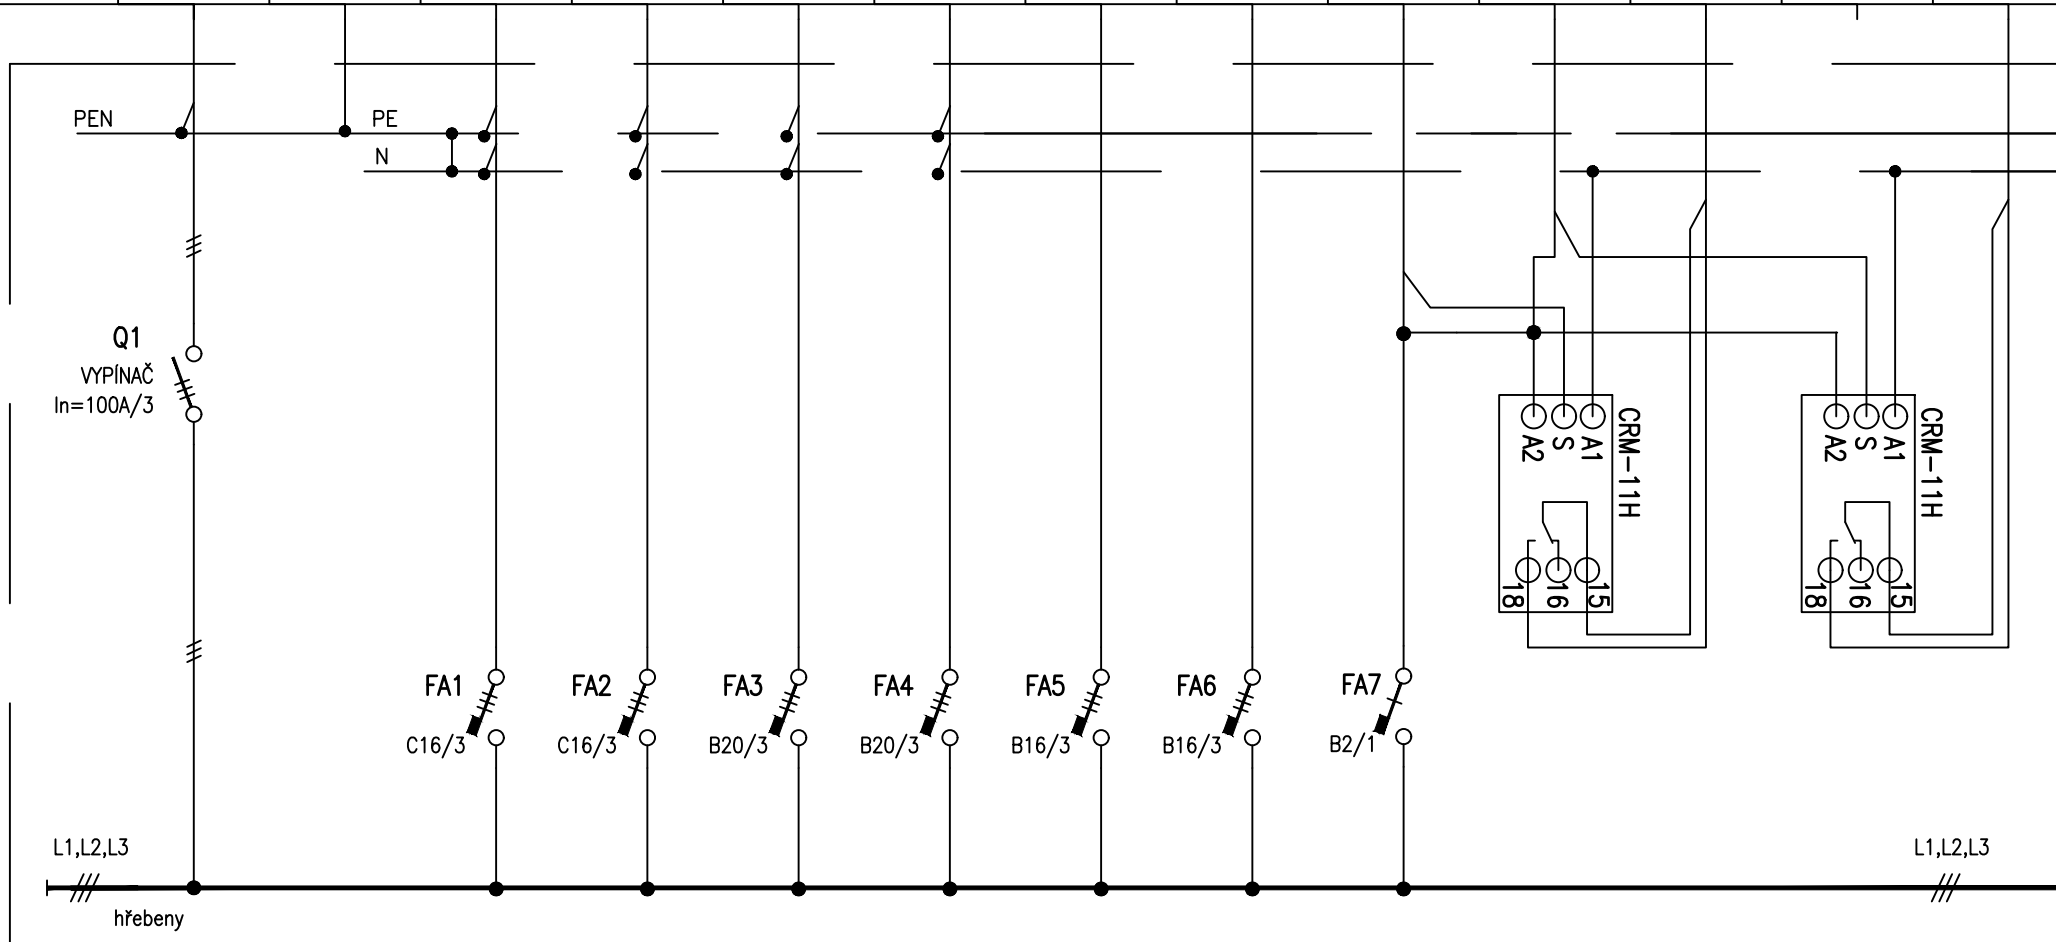 PEN
PE
N
Q1
VYPÍNAČ
In=100A/3
A2
S
A1
CRM-11H
18
16
15
A2
S
A1
CRM-11H
18
16
15
FA1
C16/3
FA2
C16/3
FA3
B20/3
FA4
B20/3
FA5
B16/3
FA6
B16/3
FA7
B2/1
L1,L2,L3
L1,L2,L3
hřebeny